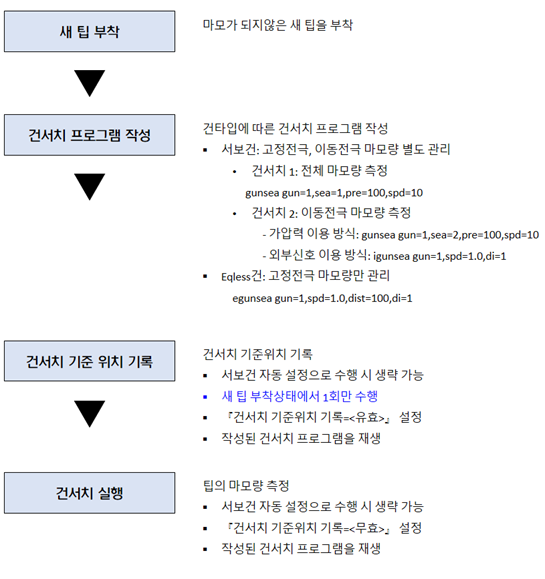 새 팁 부착
마모가 되지않은 새 팁을 부착
건서치 프로그램 작성
건타입에 따른 건서치 프로그램 작성
▪ 서보건: 고정전극, 이동전극 마모량 별도 관리
• 건서치 1: 전체 마모량 측정
gunsea gun=1,sea=1,pre=100,spd=10
• 건서치 2: 이동전극 마모량 측정
- 가압력 이용 방식: gunsea gun=1,sea=2,pre=100,spd=10
- 외부신호 이용 방식: igunsea gun=1,spd=1.0,di=1
▪ Eqless건: 고정전극 마모량만 관리
egunsea gun=1,spd=1.0,dist=100,di=1
건서치 기준 위치 기록
건서치 기준위치 기록
▪ 서보건 자동 설정으로 수행 시 생략 가능
▪ 새 팁 부착상태에서 1회만 수행
▪ 『건서치 기준위치 기록=<유효>』 설정
▪ 작성된 건서치 프로그램을 재생
건서치 실행
팁의 마모량 측정
▪ 서보건 자동 설정으로 수행 시 생략 가능
▪ 『건서치 기준위치 기록=<무효>』 설정
▪ 작성된 건서치 프로그램을 재생